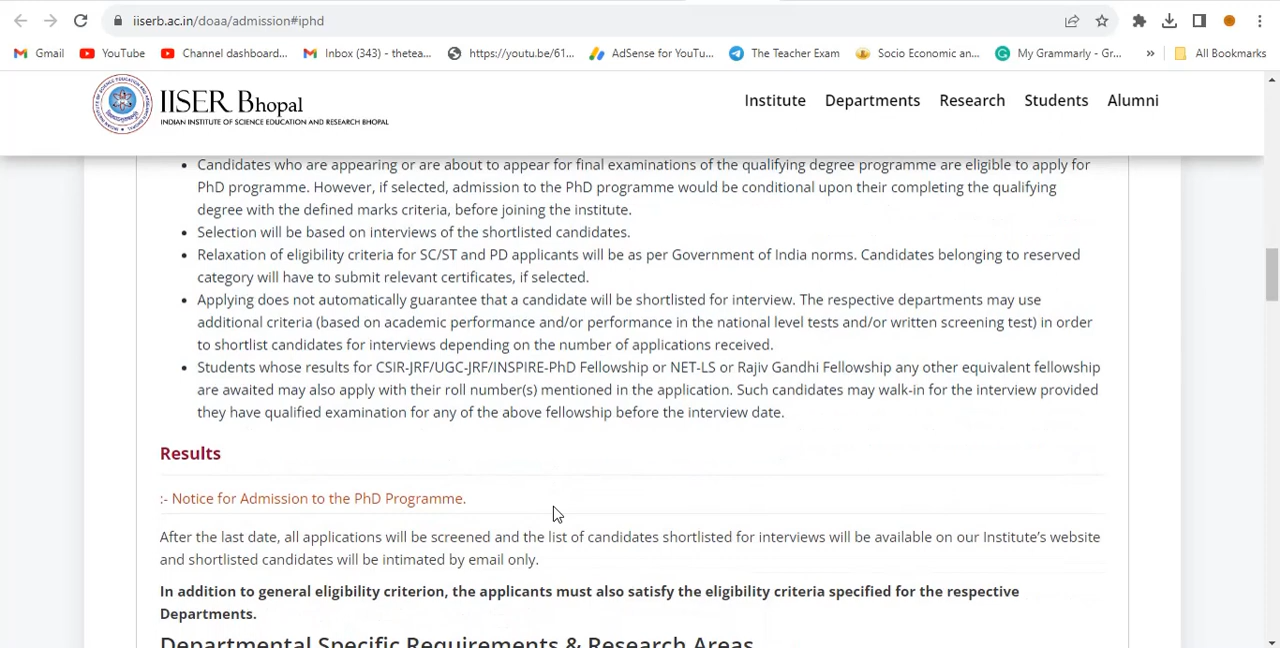 iiserb.ac.in/doaa/admission#iphd
Gmail
YouTube
Channel dashboard...
Inbox (343) - thetea...
https://youtu.be/61...
AdSense for YouTu...
The Teacher Exam
Socio Economic an...
My Grammarly - Gr...
»
All Bookmarks
IISER Bhopal
INDIAN INSTITUTE OF SCIENCE EDUCATION AND RESEARCH BHOPAL
Institute
Departments
Research
Students
Alumni
• Candidates who are appearing or are about to appear for final examinations of the qualifying degree programme are eligible to apply for
PhD programme. However, if selected, admission to the PhD programme would be conditional upon their completing the qualifying
degree with the defined marks criteria, before joining the institute.
• Selection will be based on interviews of the shortlisted candidates.
• Relaxation of eligibility criteria for SC/ST and PD applicants will be as per Government of India norms. Candidates belonging to reserved
category will have to submit relevant certificates, if selected.
• Applying does not automatically guarantee that a candidate will be shortlisted for interview. The respective departments may use
additional criteria (based on academic performance and/or performance in the national level tests and/or written screening test) in order
to shortlist candidates for interviews depending on the number of applications received.
• Students whose results for CSIR-JRF/UGC-JRF/INSPIRE-PhD Fellowship or NET-LS or Rajiv Gandhi Fellowship any other equivalent fellowship
are awaited may also apply with their roll number(s) mentioned in the application. Such candidates may walk-in for the interview provided
they have qualified examination for any of the above fellowship before the interview date.
Results
:- Notice for Admission to the PhD Programme.
After the last date, all applications will be screened and the list of candidates shortlisted for interviews will be available on our Institute's website
and shortlisted candidates will be intimated by email only.
In addition to general eligibility criterion, the applicants must also satisfy the eligibility criteria specified for the respective
Departments.
Departmental Specific Requirements & Research Areas